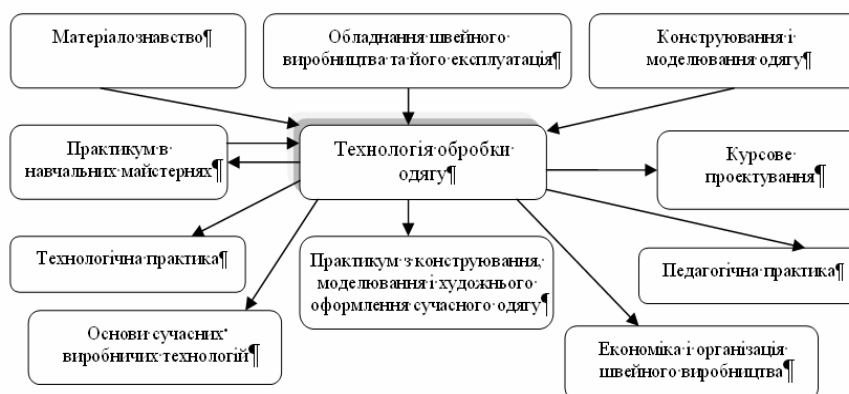 Матеріалознавство¶
Обладнання·швейного·
виробництва·та·його·експлуатація¶
Конструювання·і·
моделювання·одягу¶
Практикум·в·
навчальних·майстернях¶
Технологія·обробки·
одягу¶
Курсове·
проектування¶
Технологічна·практика¶
Практикум·з·конструювання,·
моделювання·і·художнього·
оформлення·сучасного·одягу¶
Педагогічна·практика¶
Основи·сучасних·
виробничих·технологій¶
Економіка·і·організація·
швейного·виробництва¶